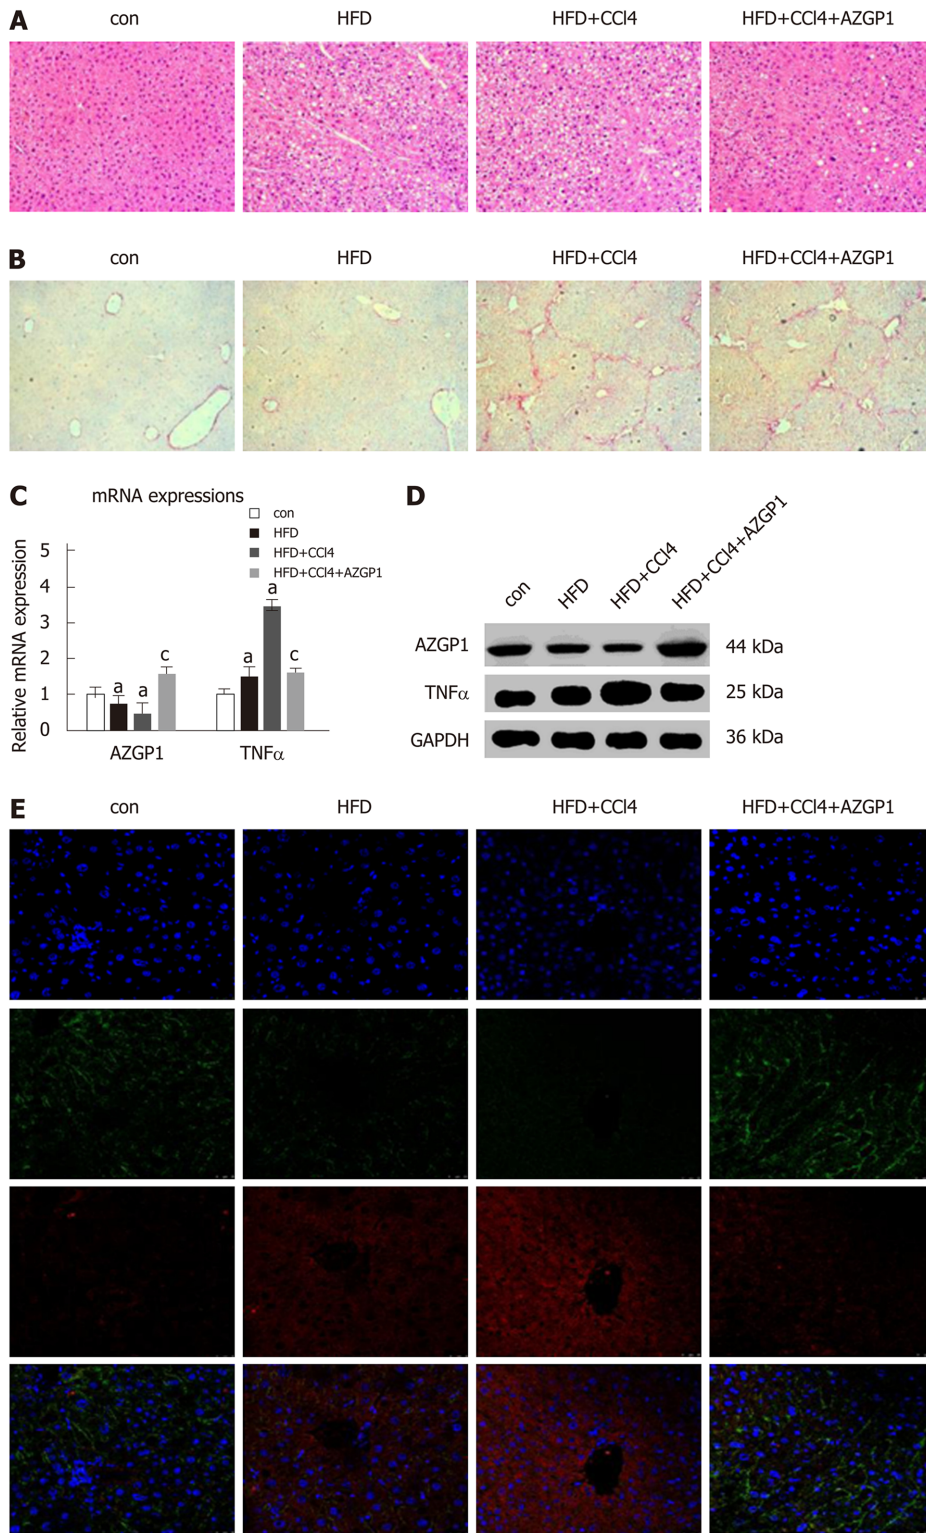 A con HFD HFD+CCl4 HFD+CCl4+AZGP1
B con HFD HFD+CCl4 HFD+CCl4+AZGP1
C mRNA expressions
con
HFD
HFD+CCl4
HFD+CCl4+AZGP1
Relative mRNA expression
5
4
3
2
1
0
a a c a a c
AZGP1 TNFα
D con HFD HFD+CCl4 HFD+CCl4+AZGP1
AZGP1 44 kDa
TNFα 25 kDa
GAPDH 36 kDa
E con HFD HFD+CCl4 HFD+CCl4+AZGP1